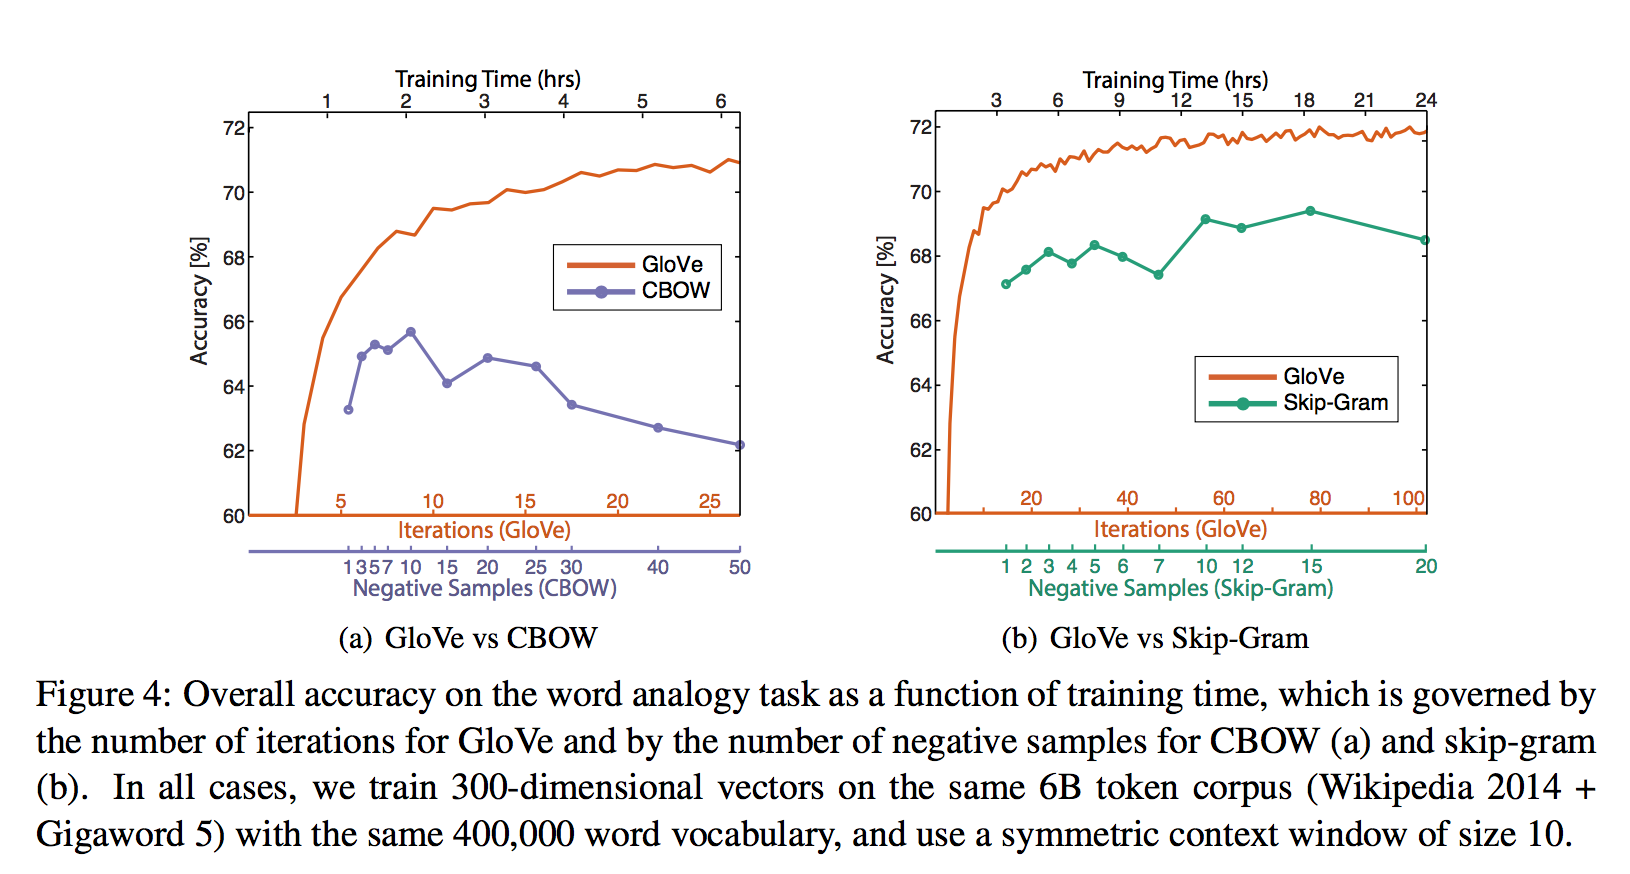 Training Time (hrs)
1 2 3 4 5 6
72
70
68
66
64
62
60
Accuracy [%]
GloVe
CBOW
5 10 15 20 25
Iterations (GloVe)
1 3 5 7 10 15 20 25 30 40 50
Negative Samples (CBOW)
(a) GloVe vs CBOW
Training Time (hrs)
3 6 9 12 15 18 21 24
72
70
68
66
64
62
60
Accuracy [%]
GloVe
Skip-Gram
20 40 60 80 100
Iterations (GloVe)
1 2 3 4 5 6 7 10 12 15 20
Negative Samples (Skip-Gram)
(b) GloVe vs Skip-Gram
Figure 4: Overall accuracy on the word analogy task as a function of training time, which is governed by
the number of iterations for GloVe and by the number of negative samples for CBOW (a) and skip-gram
(b). In all cases, we train 300-dimensional vectors on the same 6B token corpus (Wikipedia 2014 +
Gigaword 5) with the same 400,000 word vocabulary, and use a symmetric context window of size 10.